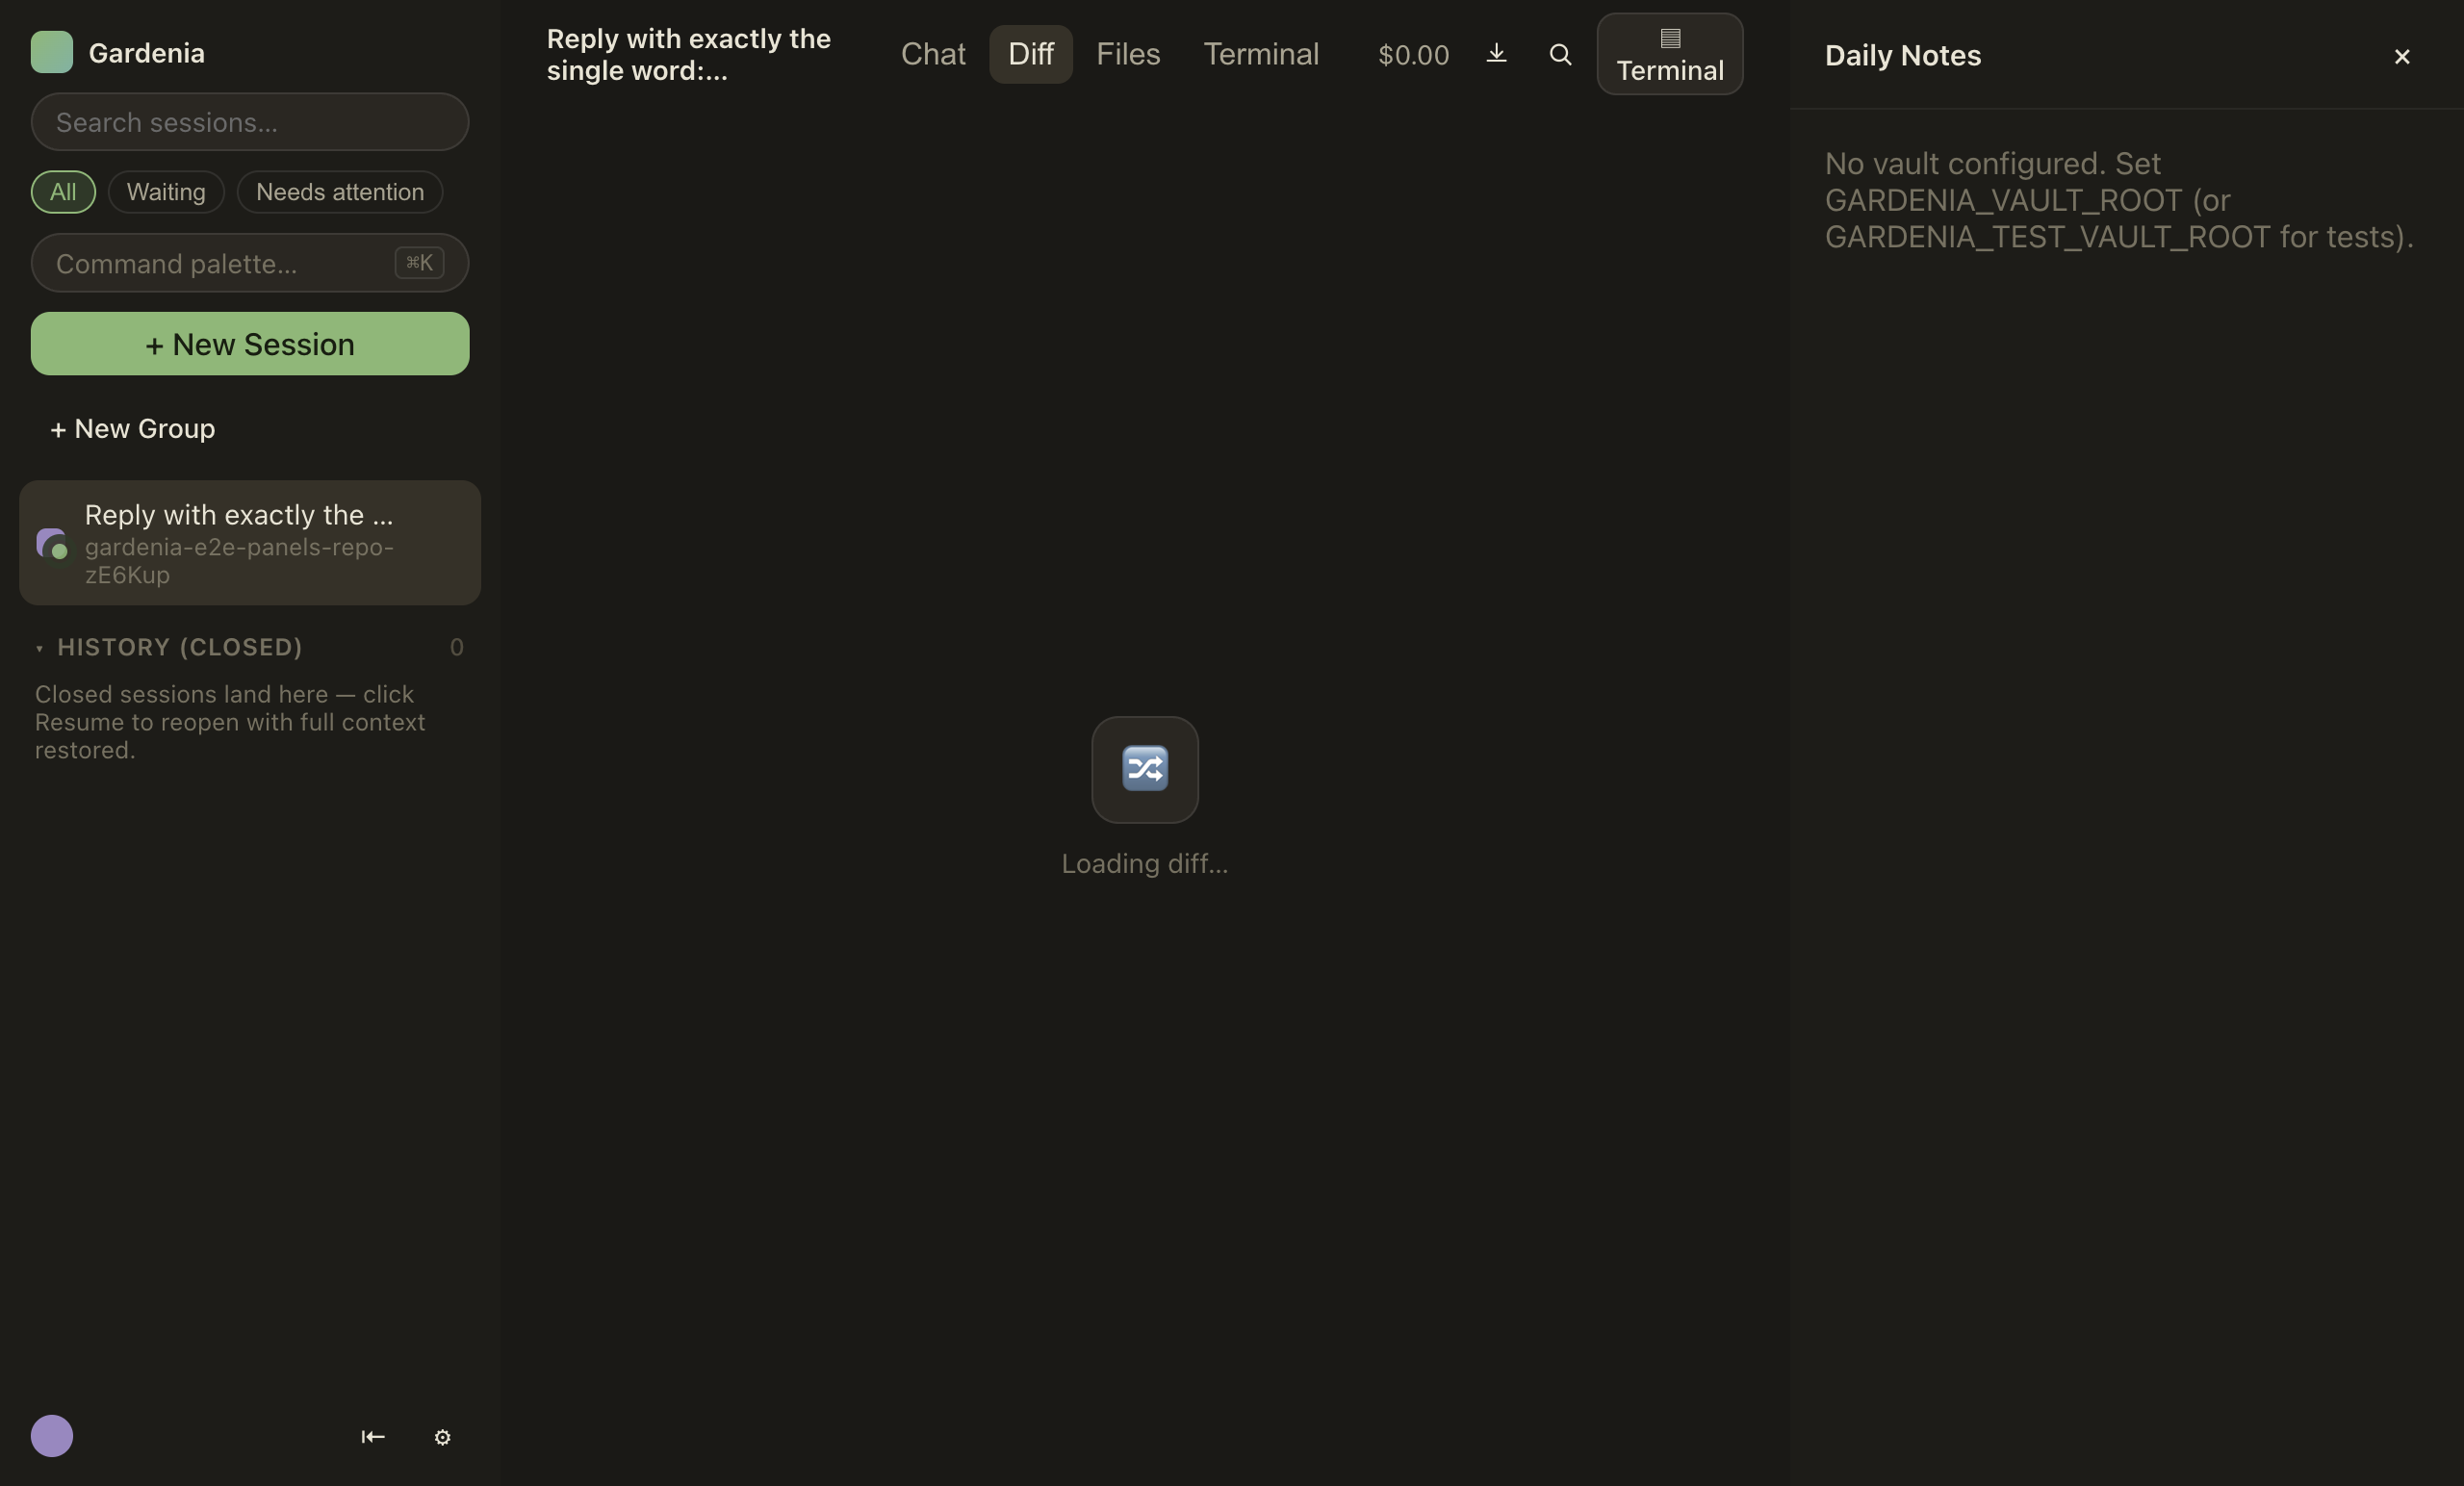 Gardenia
Search sessions...
All
Waiting
Needs attention
Command palette...
⌘K
+ New Session
+ New Group
Reply with exactly the ...
gardenia-e2e-panels-repo-
zE6Kup
HISTORY (CLOSED)
0
Closed sessions land here — click
Resume to reopen with full context
restored.
Reply with exactly the
single word:...
Chat
Diff
Files
Terminal
$0.00
Terminal
Loading diff...
Daily Notes
No vault configured. Set
GARDENIA_VAULT_ROOT (or
GARDENIA_TEST_VAULT_ROOT for tests).